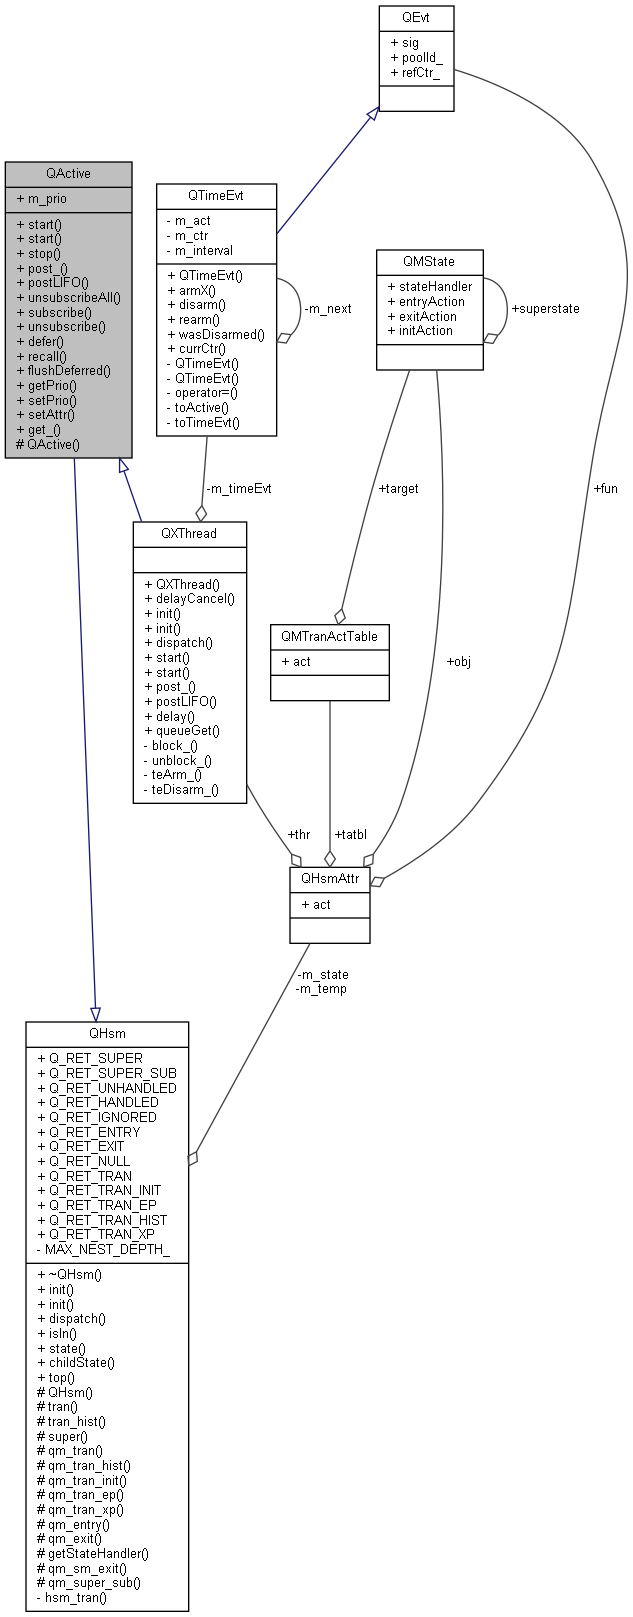 QEvt
+ sig
+ poolId_
+ refCtr_
QActive
+ m_prio
+ start()
+ start()
+ stop()
+ post_()
+ postLIFO()
+ unsubscribeAll()
+ subscribe()
+ unsubscribe()
+ defer()
+ recall()
+ flushDeferred()
+ getPrio()
+ setPrio()
+ setAttr()
+ get_()
# QActive()
QTimeEvt
- m_act
- m_ctr
- m_interval
+ QTimeEvt()
+ armX()
+ disarm()
+ rearm()
+ wasDisarmed()
+ currCtr()
- QTimeEvt()
- QTimeEvt()
- operator=()
- toActive()
- toTimeEvt()
-m_next
QMState
+ stateHandler
+ entryAction
+ exitAction
+ initAction
+superstate
-m_timeEvt
+target
+fun
QXThread
+ QXThread()
+ delayCancel()
+ init()
+ init()
+ dispatch()
+ start()
+ start()
+ post_()
+ postLIFO()
+ delay()
+ queueGet()
- block_()
- unblock_()
- teArm_()
- teDisarm_()
QMTranActTable
+ act
+obj
+thr
+tatbl
QHsmAttr
+ act
-m_state
-m_temp
QHsm
+ Q_RET_SUPER
+ Q_RET_SUPER_SUB
+ Q_RET_UNHANDLED
+ Q_RET_HANDLED
+ Q_RET_IGNORED
+ Q_RET_ENTRY
+ Q_RET_EXIT
+ Q_RET_NULL
+ Q_RET_TRAN
+ Q_RET_TRAN_INIT
+ Q_RET_TRAN_EP
+ Q_RET_TRAN_HIST
+ Q_RET_TRAN_XP
- MAX_NEST_DEPTH_
+ ~QHsm()
+ init()
+ init()
+ dispatch()
+ isIn()
+ state()
+ childState()
+ top()
# QHsm()
# tran()
# tran_hist()
# super()
# qm_tran()
# qm_tran_hist()
# qm_tran_init()
# qm_tran_ep()
# qm_tran_xp()
# qm_entry()
# qm_exit()
# getStateHandler()
# qm_sm_exit()
# qm_super_sub()
- hsm_tran()